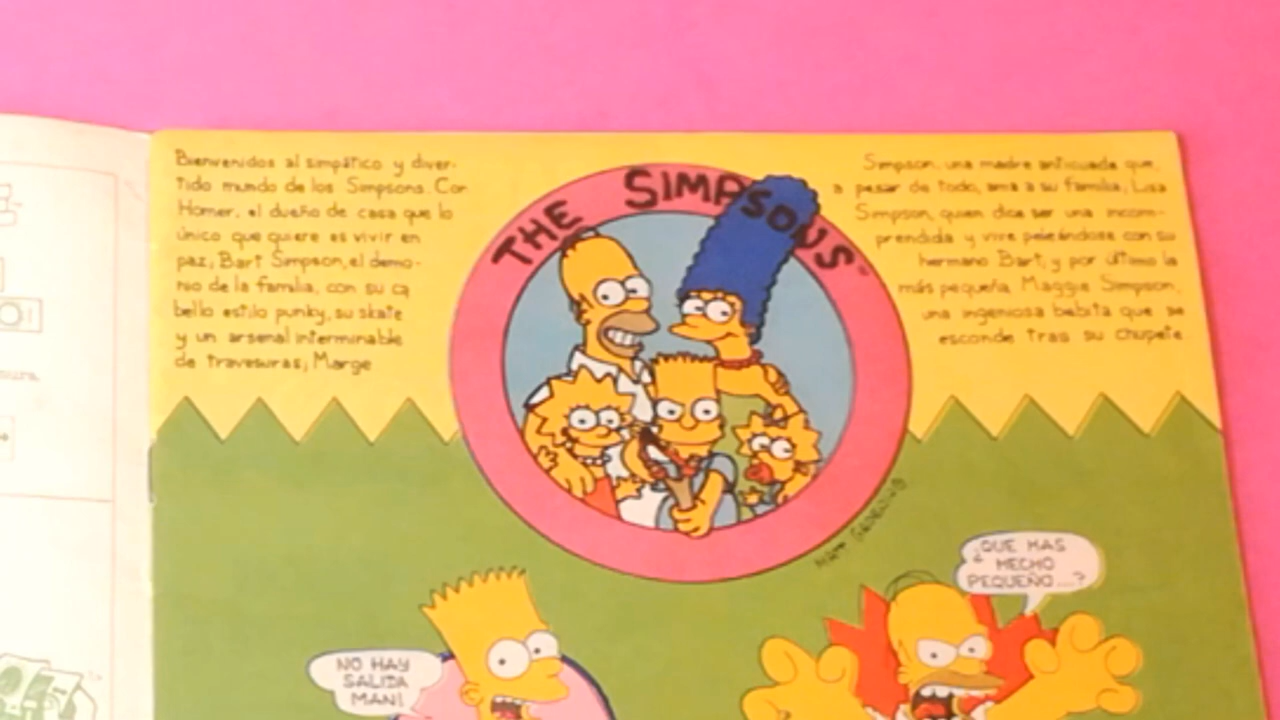 Bienvenidos al simpático y diver-
tido mundo de los Simpsons. Con
Homer, el dueño de casa que lo
único que quiere es vivir en
paz, Bart Simpson, el demo-
nio de la familia, con su ca
bello estilo punky, su skate
y un arsenal interminable
de travesuras; Marge
THE SIMPSONS
Simpson, una madre anticuada que,
a pesar de todo, ama a su familia; Lisa
Simpson, quien dice ser una incom-
prendida y vive peleándose con su
hermano Bart; y por último la
más pequeña Maggie Simpson,
una ingeniosa bebita que se
esconde tras su chupete
MATT GROENING
¿QUE HAS
HECHO
PEQUEÑO...?
NO HAY
SALIDA
MAN!